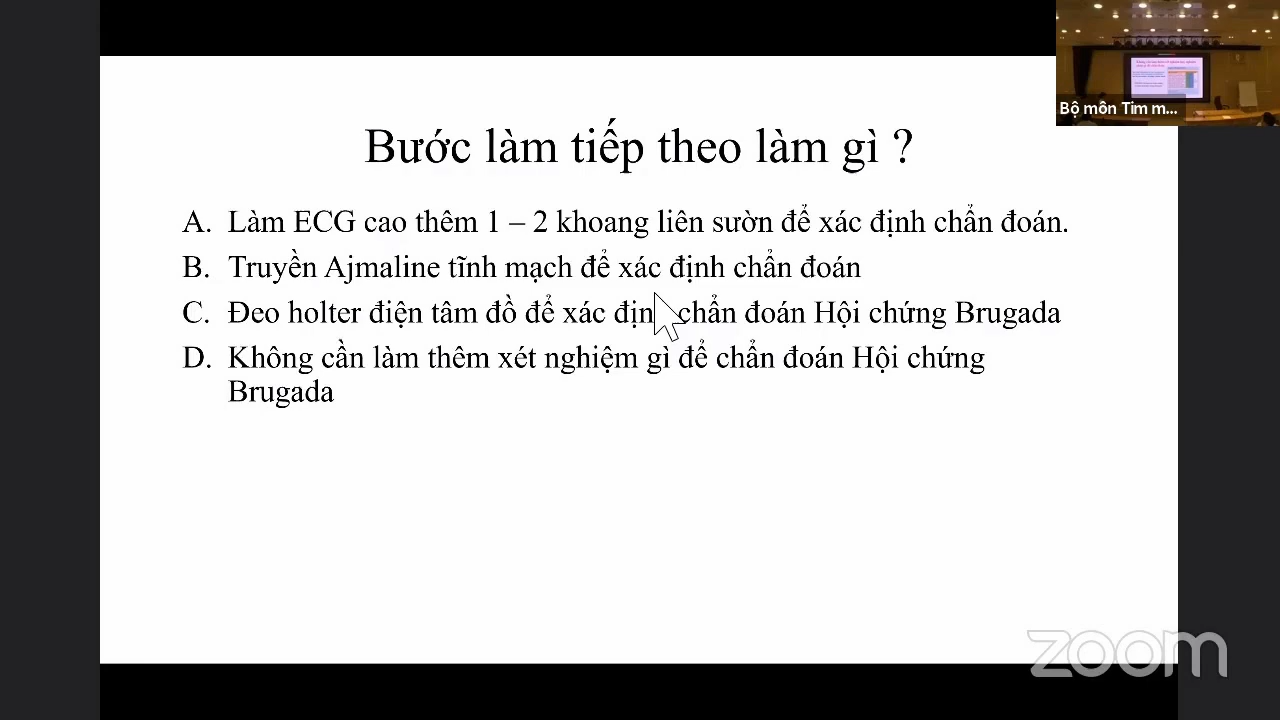 Bộ môn Tim m...
Bước làm tiếp theo làm gì ?
A. Làm ECG cao thêm 1 – 2 khoang liên sườn để xác định chẩn đoán.
B. Truyền Ajmaline tĩnh mạch để xác định chẩn đoán
C. Đeo holter điện tâm đồ để xác địn chẩn đoán Hội chứng Brugada
D. Không cần làm thêm xét nghiệm gì để chẩn đoán Hội chứng
Brugada
zoom